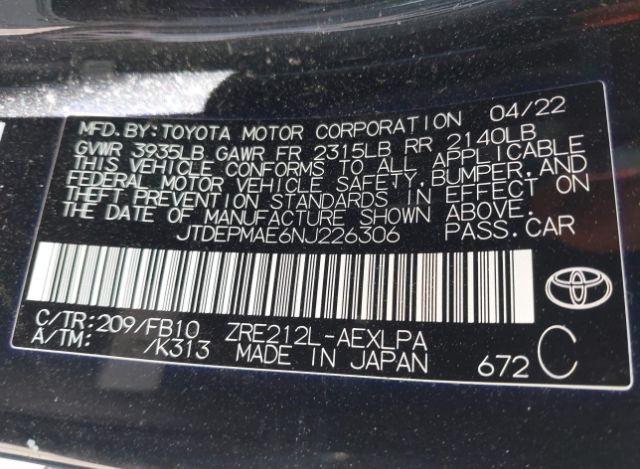 MFD.BY:TOYOTA MOTOR CORPORATION 04/22
GVWR 3935LB GAWR FR 2315LB RR 2140LB
THIS VEHICLE CONFORMS TO ALL APPLICABLE
FEDERAL MOTOR VEHICLE SAFETY,BUMPER,AND
THEFT PREVENTION STANDARDS IN EFFECT ON
THE DATE OF MANUFACTURE SHOWN ABOVE.
JTDEPMAE6NJ226306 PASS.CAR
C/TR:209/FB10 ZRE212L-AEXLPA
A/TM: /K313 MADE IN JAPAN 672 C